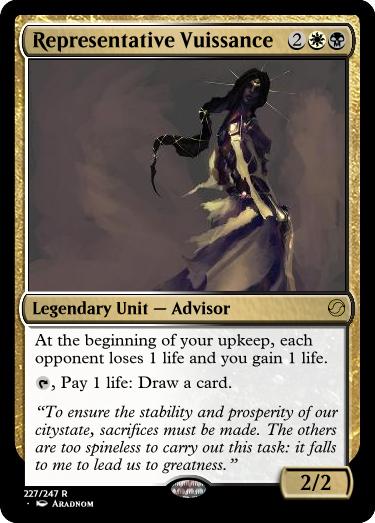 Representative Vuissance 2
Legendary Unit — Advisor
At the beginning of your upkeep, each
opponent loses 1 life and you gain 1 life.
, Pay 1 life: Draw a card.
“To ensure the stability and prosperity of our
citystate, sacrifices must be made. The others
are too spineless to carry out this task: it falls
to me to lead us to greatness.”
2/2
227/247 R
· Aradnom